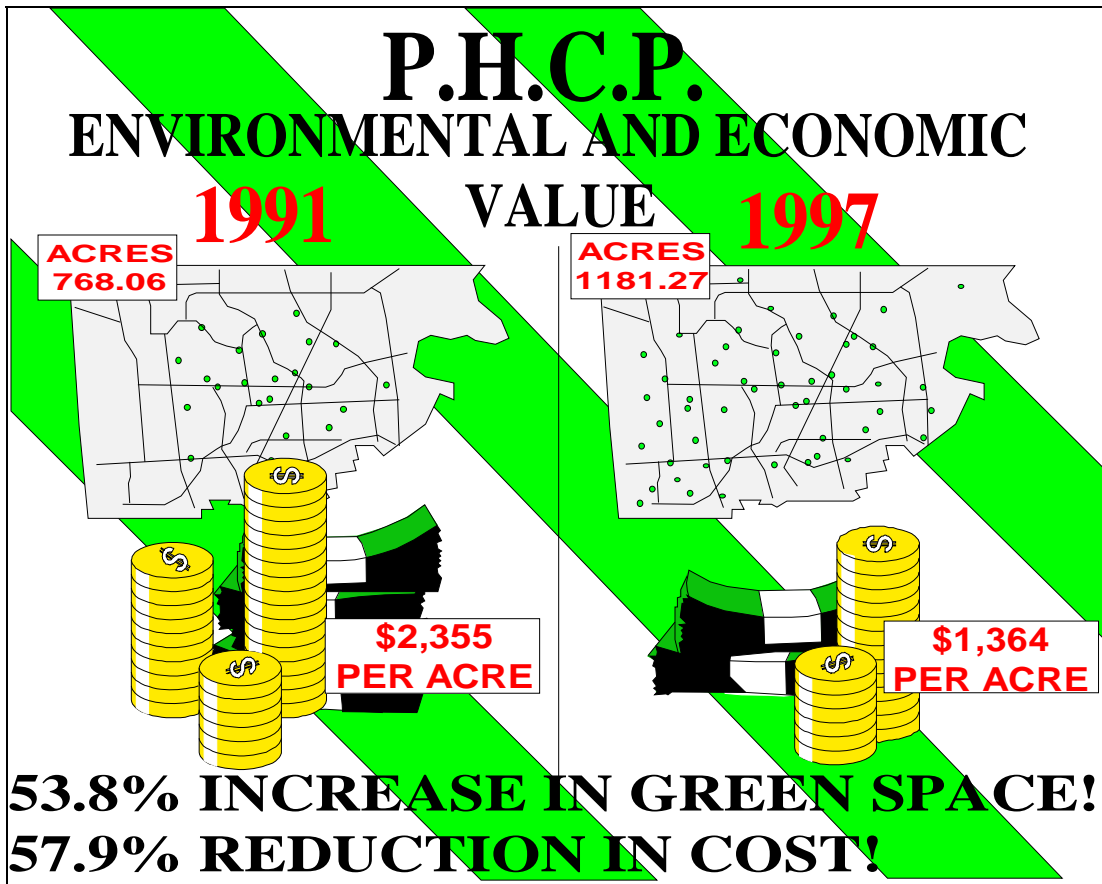 P.H.C.P.
ENVIRONMENTAL AND ECONOMIC
VALUE
1991
1997
ACRES
768.06
ACRES
1181.27
$
$
$
$2,355
PER ACRE
$
$
$1,364
PER ACRE
53.8% INCREASE IN GREEN SPACE!
57.9% REDUCTION IN COST!